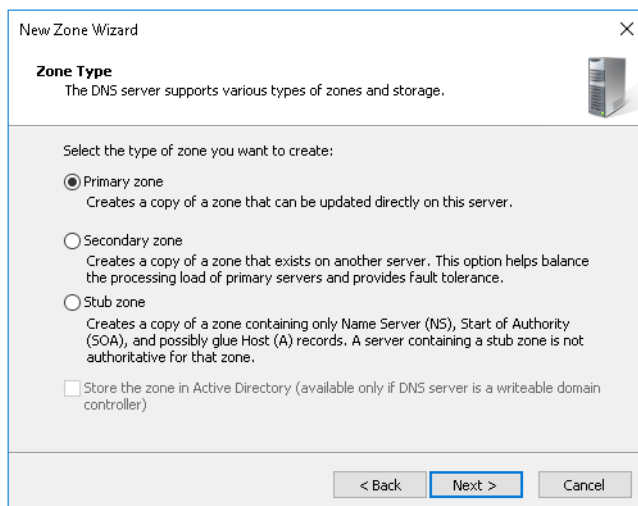 New Zone Wizard
Zone Type
The DNS server supports various types of zones and storage.
Select the type of zone you want to create:
Primary zone
Creates a copy of a zone that can be updated directly on this server.
Secondary zone
Creates a copy of a zone that exists on another server. This option helps balance
the processing load of primary servers and provides fault tolerance.
Stub zone
Creates a copy of a zone containing only Name Server (NS), Start of Authority
(SOA), and possibly glue Host (A) records. A server containing a stub zone is not
authoritative for that zone.
Store the zone in Active Directory (available only if DNS server is a writeable domain
controller)
< Back Next > Cancel